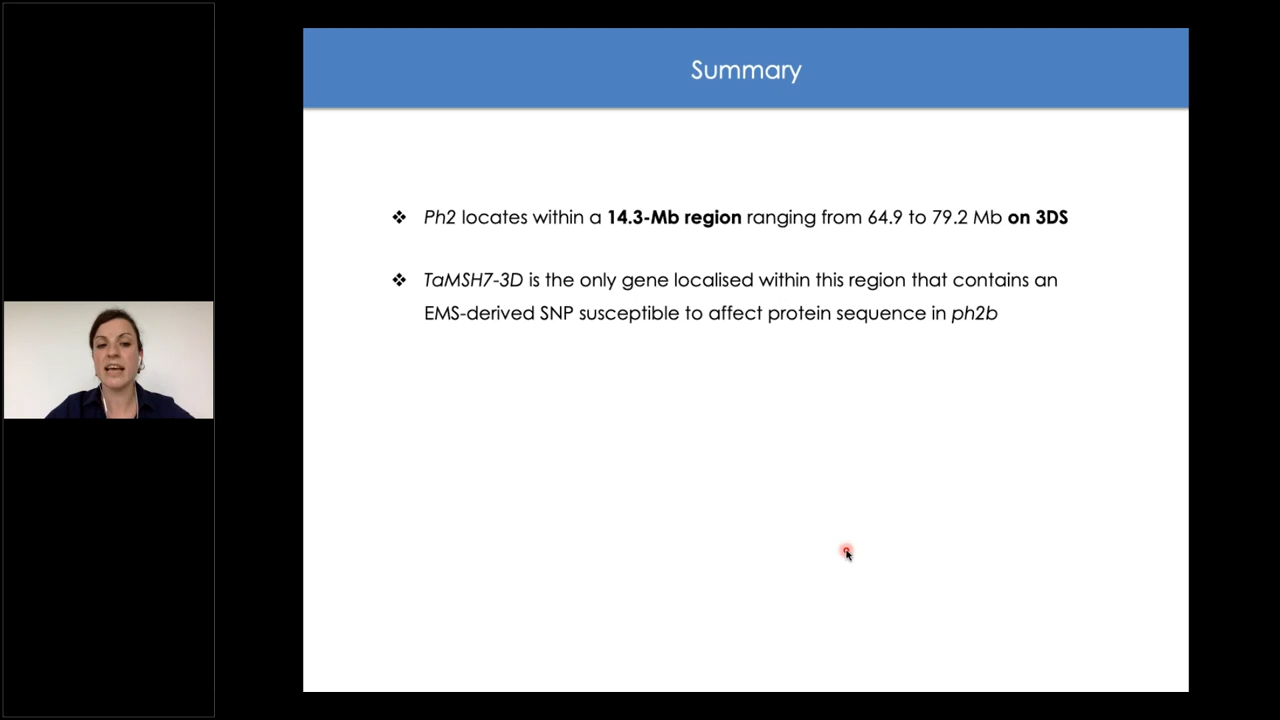 Summary
❖ Ph2 locates within a 14.3-Mb region ranging from 64.9 to 79.2 Mb on 3DS
❖ TaMSH7-3D is the only gene localised within this region that contains an
EMS-derived SNP susceptible to affect protein sequence in ph2b